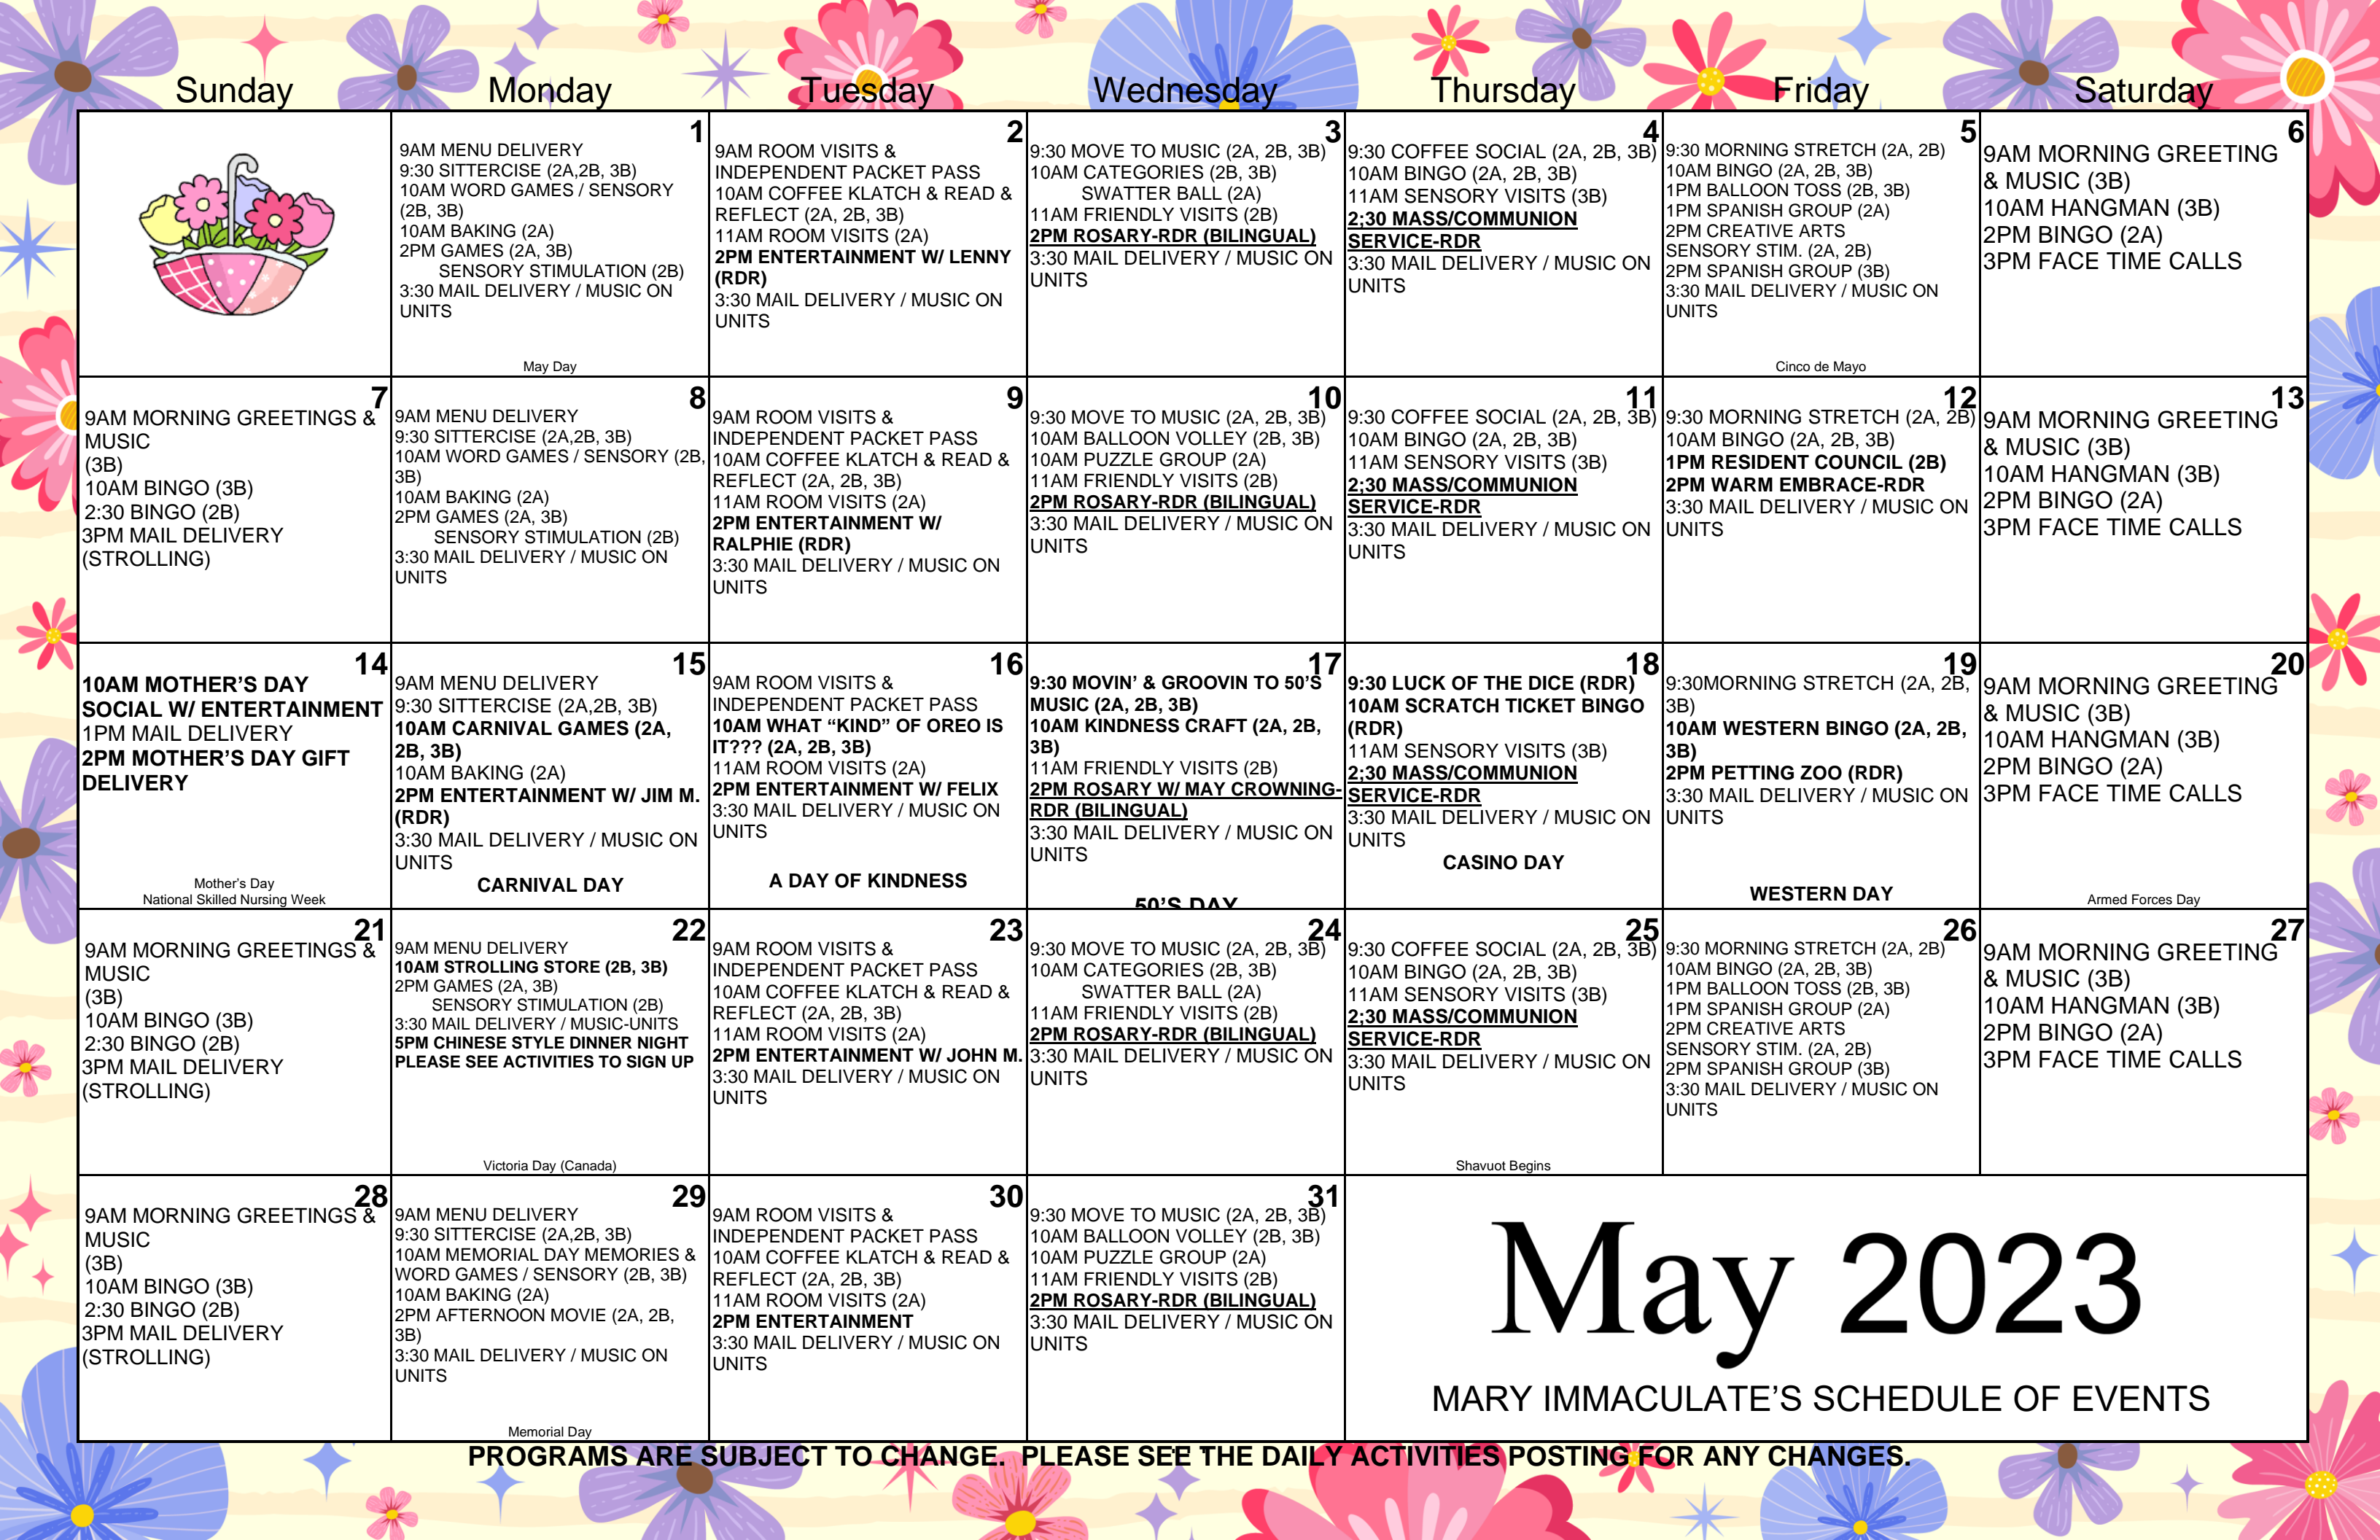 Sunday Monday Tuesday Wednesday Thursday Friday Saturday
1
9AM MENU DELIVERY
9:30 SITTERCISE (2A,2B, 3B)
10AM WORD GAMES / SENSORY
(2B, 3B)
10AM BAKING (2A)
2PM GAMES (2A, 3B)
SENSORY STIMULATION (2B)
3:30 MAIL DELIVERY / MUSIC ON
UNITS
May Day
2
9AM ROOM VISITS &
INDEPENDENT PACKET PASS
10AM COFFEE KLATCH & READ &
REFLECT (2A, 2B, 3B)
11AM ROOM VISITS (2A)
2PM ENTERTAINMENT W/ LENNY
(RDR)
3:30 MAIL DELIVERY / MUSIC ON
UNITS
3
9:30 MOVE TO MUSIC (2A, 2B, 3B)
10AM CATEGORIES (2B, 3B)
SWATTER BALL (2A)
11AM FRIENDLY VISITS (2B)
2PM ROSARY-RDR (BILINGUAL)
3:30 MAIL DELIVERY / MUSIC ON
UNITS
4
9:30 COFFEE SOCIAL (2A, 2B, 3B)
10AM BINGO (2A, 2B, 3B)
11AM SENSORY VISITS (3B)
2;30 MASS/COMMUNION
SERVICE-RDR
3:30 MAIL DELIVERY / MUSIC ON
UNITS
5
9:30 MORNING STRETCH (2A, 2B)
10AM BINGO (2A, 2B, 3B)
1PM BALLOON TOSS (2B, 3B)
1PM SPANISH GROUP (2A)
2PM CREATIVE ARTS
SENSORY STIM. (2A, 2B)
2PM SPANISH GROUP (3B)
3:30 MAIL DELIVERY / MUSIC ON
UNITS
Cinco de Mayo
6
9AM MORNING GREETING
& MUSIC (3B)
10AM HANGMAN (3B)
2PM BINGO (2A)
3PM FACE TIME CALLS
7
9AM MORNING GREETINGS &
MUSIC
(3B)
10AM BINGO (3B)
2:30 BINGO (2B)
3PM MAIL DELIVERY
(STROLLING)
8
9AM MENU DELIVERY
9:30 SITTERCISE (2A,2B, 3B)
10AM WORD GAMES / SENSORY (2B,
3B)
10AM BAKING (2A)
2PM GAMES (2A, 3B)
SENSORY STIMULATION (2B)
3:30 MAIL DELIVERY / MUSIC ON
UNITS
9
9AM ROOM VISITS &
INDEPENDENT PACKET PASS
10AM COFFEE KLATCH & READ &
REFLECT (2A, 2B, 3B)
11AM ROOM VISITS (2A)
2PM ENTERTAINMENT W/
RALPHIE (RDR)
3:30 MAIL DELIVERY / MUSIC ON
UNITS
10
9:30 MOVE TO MUSIC (2A, 2B, 3B)
10AM BALLOON VOLLEY (2B, 3B)
10AM PUZZLE GROUP (2A)
11AM FRIENDLY VISITS (2B)
2PM ROSARY-RDR (BILINGUAL)
3:30 MAIL DELIVERY / MUSIC ON
UNITS
11
9:30 COFFEE SOCIAL (2A, 2B, 3B)
10AM BINGO (2A, 2B, 3B)
11AM SENSORY VISITS (3B)
2;30 MASS/COMMUNION
SERVICE-RDR
3:30 MAIL DELIVERY / MUSIC ON
UNITS
12
9:30 MORNING STRETCH (2A, 2B)
10AM BINGO (2A, 2B, 3B)
1PM RESIDENT COUNCIL (2B)
2PM WARM EMBRACE-RDR
3:30 MAIL DELIVERY / MUSIC ON
UNITS
13
9AM MORNING GREETING
& MUSIC (3B)
10AM HANGMAN (3B)
2PM BINGO (2A)
3PM FACE TIME CALLS
14
10AM MOTHER’S DAY
SOCIAL W/ ENTERTAINMENT
1PM MAIL DELIVERY
2PM MOTHER’S DAY GIFT
DELIVERY
Mother's Day
National Skilled Nursing Week
15
9AM MENU DELIVERY
9:30 SITTERCISE (2A,2B, 3B)
10AM CARNIVAL GAMES (2A,
2B, 3B)
10AM BAKING (2A)
2PM ENTERTAINMENT W/ JIM M.
(RDR)
3:30 MAIL DELIVERY / MUSIC ON
UNITS
CARNIVAL DAY
16
9AM ROOM VISITS &
INDEPENDENT PACKET PASS
10AM WHAT “KIND” OF OREO IS
IT??? (2A, 2B, 3B)
11AM ROOM VISITS (2A)
2PM ENTERTAINMENT W/ FELIX
3:30 MAIL DELIVERY / MUSIC ON
UNITS
A DAY OF KINDNESS
17
9:30 MOVIN’ & GROOVIN TO 50’S
MUSIC (2A, 2B, 3B)
10AM KINDNESS CRAFT (2A, 2B,
3B)
11AM FRIENDLY VISITS (2B)
2PM ROSARY W/ MAY CROWNING-
RDR (BILINGUAL)
3:30 MAIL DELIVERY / MUSIC ON
UNITS
50’S DAY
18
9:30 LUCK OF THE DICE (RDR)
10AM SCRATCH TICKET BINGO
(RDR)
11AM SENSORY VISITS (3B)
2;30 MASS/COMMUNION
SERVICE-RDR
3:30 MAIL DELIVERY / MUSIC ON
UNITS
CASINO DAY
19
9:30MORNING STRETCH (2A, 2B,
3B)
10AM WESTERN BINGO (2A, 2B,
3B)
2PM PETTING ZOO (RDR)
3:30 MAIL DELIVERY / MUSIC ON
UNITS
WESTERN DAY
20
9AM MORNING GREETING
& MUSIC (3B)
10AM HANGMAN (3B)
2PM BINGO (2A)
3PM FACE TIME CALLS
Armed Forces Day
21
9AM MORNING GREETINGS &
MUSIC
(3B)
10AM BINGO (3B)
2:30 BINGO (2B)
3PM MAIL DELIVERY
(STROLLING)
22
9AM MENU DELIVERY
10AM STROLLING STORE (2B, 3B)
2PM GAMES (2A, 3B)
SENSORY STIMULATION (2B)
3:30 MAIL DELIVERY / MUSIC-UNITS
5PM CHINESE STYLE DINNER NIGHT
PLEASE SEE ACTIVITIES TO SIGN UP
Victoria Day (Canada)
23
9AM ROOM VISITS &
INDEPENDENT PACKET PASS
10AM COFFEE KLATCH & READ &
REFLECT (2A, 2B, 3B)
11AM ROOM VISITS (2A)
2PM ENTERTAINMENT W/ JOHN M.
3:30 MAIL DELIVERY / MUSIC ON
UNITS
24
9:30 MOVE TO MUSIC (2A, 2B, 3B)
10AM CATEGORIES (2B, 3B)
SWATTER BALL (2A)
11AM FRIENDLY VISITS (2B)
2PM ROSARY-RDR (BILINGUAL)
3:30 MAIL DELIVERY / MUSIC ON
UNITS
25
9:30 COFFEE SOCIAL (2A, 2B, 3B)
10AM BINGO (2A, 2B, 3B)
11AM SENSORY VISITS (3B)
2;30 MASS/COMMUNION
SERVICE-RDR
3:30 MAIL DELIVERY / MUSIC ON
UNITS
Shavuot Begins
26
9:30 MORNING STRETCH (2A, 2B)
10AM BINGO (2A, 2B, 3B)
1PM BALLOON TOSS (2B, 3B)
1PM SPANISH GROUP (2A)
2PM CREATIVE ARTS
SENSORY STIM. (2A, 2B)
2PM SPANISH GROUP (3B)
3:30 MAIL DELIVERY / MUSIC ON
UNITS
27
9AM MORNING GREETING
& MUSIC (3B)
10AM HANGMAN (3B)
2PM BINGO (2A)
3PM FACE TIME CALLS
28
9AM MORNING GREETINGS &
MUSIC
(3B)
10AM BINGO (3B)
2:30 BINGO (2B)
3PM MAIL DELIVERY
(STROLLING)
29
9AM MENU DELIVERY
9:30 SITTERCISE (2A,2B, 3B)
10AM MEMORIAL DAY MEMORIES &
WORD GAMES / SENSORY (2B, 3B)
10AM BAKING (2A)
2PM AFTERNOON MOVIE (2A, 2B,
3B)
3:30 MAIL DELIVERY / MUSIC ON
UNITS
Memorial Day
30
9AM ROOM VISITS &
INDEPENDENT PACKET PASS
10AM COFFEE KLATCH & READ &
REFLECT (2A, 2B, 3B)
11AM ROOM VISITS (2A)
2PM ENTERTAINMENT
3:30 MAIL DELIVERY / MUSIC ON
UNITS
31
9:30 MOVE TO MUSIC (2A, 2B, 3B)
10AM BALLOON VOLLEY (2B, 3B)
10AM PUZZLE GROUP (2A)
11AM FRIENDLY VISITS (2B)
2PM ROSARY-RDR (BILINGUAL)
3:30 MAIL DELIVERY / MUSIC ON
UNITS
May 2023
MARY IMMACULATE’S SCHEDULE OF EVENTS
PROGRAMS ARE SUBJECT TO CHANGE. PLEASE SEE THE DAILY ACTIVITIES POSTING FOR ANY CHANGES.